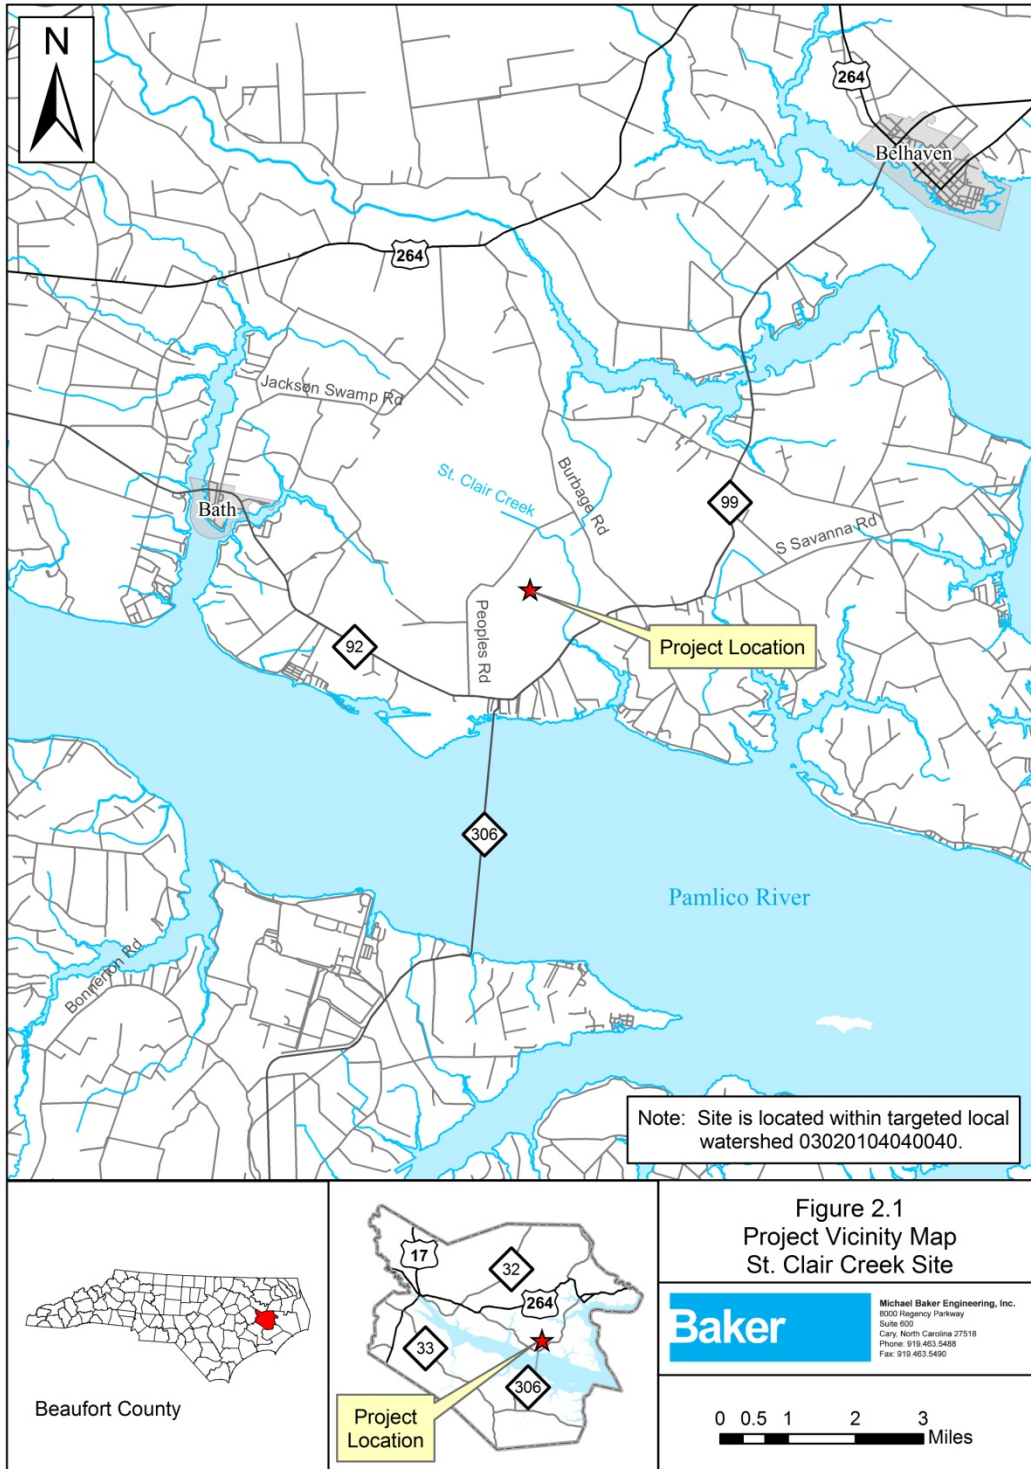 N
264
Belhaven
264
Jackson Swamp Rd
St. Clair Creek
Burbage Rd
99
Bath
S Savanna Rd
Peoples Rd
92
Project Location
306
Pamlico River
Bonnerton Rd
Note: Site is located within targeted local
watershed 03020104040040.
Beaufort County
17
32
264
33
306
Project
Location
Figure 2.1
Project Vicinity Map
St. Clair Creek Site
Baker
Michael Baker Engineering, Inc.
8000 Regency Parkway
Suite 600
Cary, North Carolina 27518
Phone: 919.463.5488
Fax: 919.463.5490
0 0.5 1 2 3
Miles